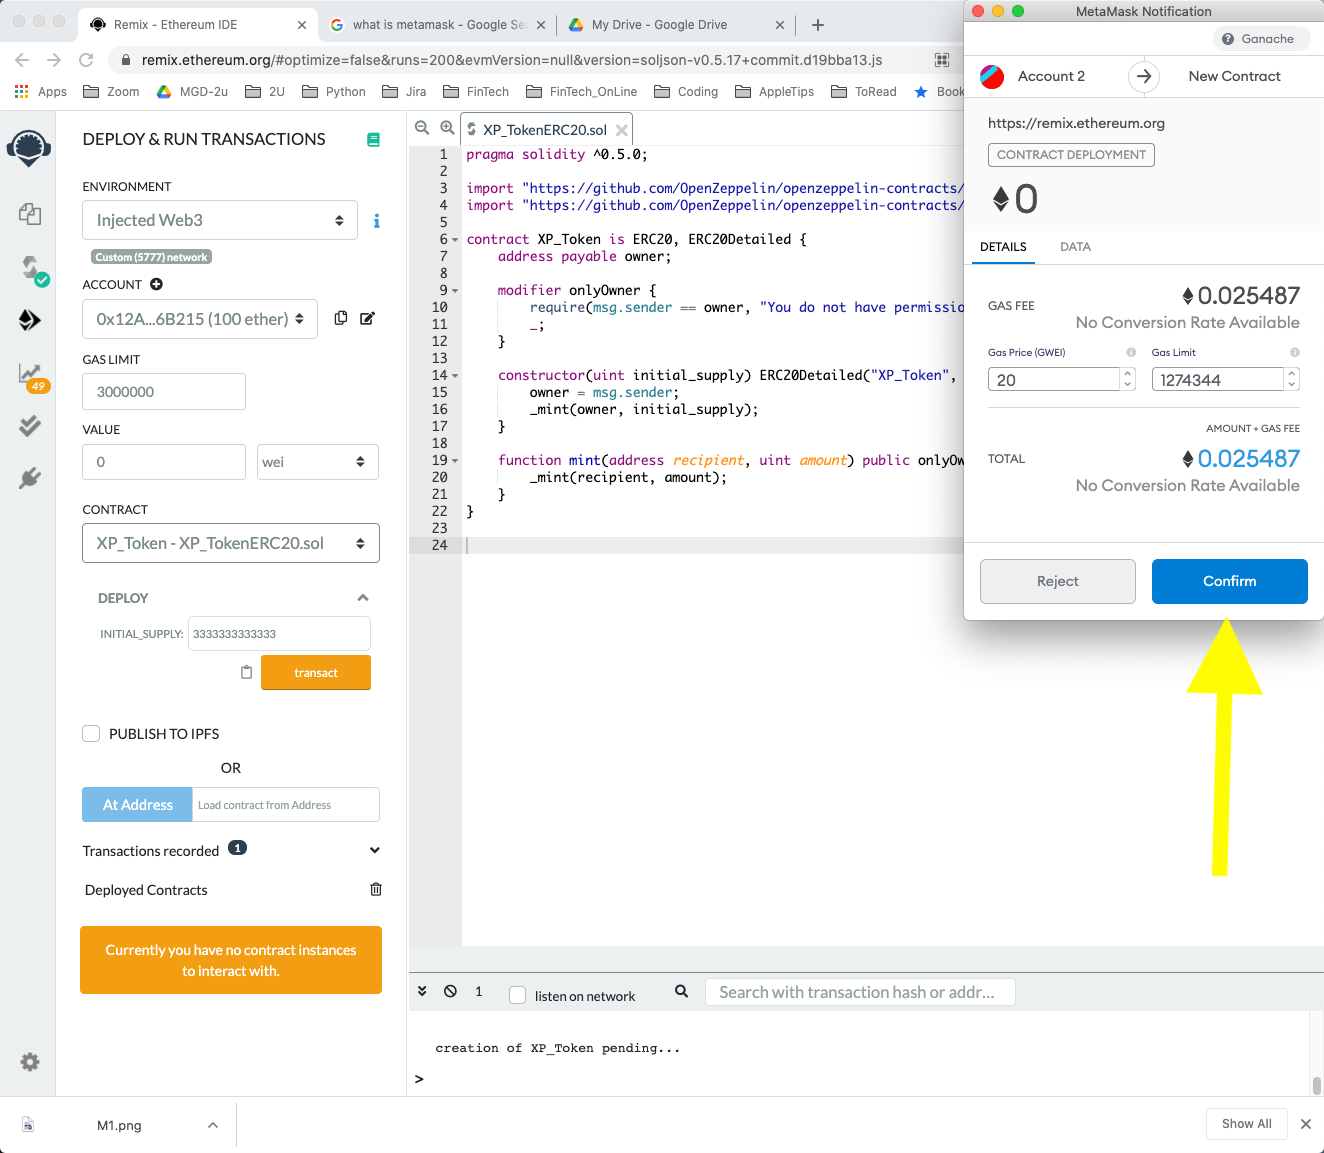 Remix - Ethereum IDE
what is metamask - Google Se
My Drive - Google Drive
remix.ethereum.org/#optimize=false&runs=200&evmVersion=null&version=soljson-v0.5.17+commit.d19bba13.js
Apps
Zoom
MGD-2u
2U
Python
Jira
FinTech
FinTech_OnLine
Coding
AppleTips
ToRead
Book
DEPLOY & RUN TRANSACTIONS
ENVIRONMENT
Injected Web3
Custom (5777) network
ACCOUNT
0x12A...6B215 (100 ether)
GAS LIMIT
3000000
VALUE
0
wei
CONTRACT
XP_Token - XP_TokenERC20.sol
DEPLOY
INITIAL_SUPPLY: 3333333333333
transact
PUBLISH TO IPFS
OR
At Address
Load contract from Address
Transactions recorded 1
Deployed Contracts
Currently you have no contract instances
to interact with.
49
XP_TokenERC20.sol
1 pragma solidity ^0.5.0;
2
3 import "https://github.com/OpenZeppelin/openzeppelin-contracts/
4 import "https://github.com/OpenZeppelin/openzeppelin-contracts/
5
6 contract XP_Token is ERC20, ERC20Detailed {
7 address payable owner;
8
9 modifier onlyOwner {
10 require(msg.sender == owner, "You do not have permissio
11 _;
12 }
13
14 constructor(uint initial_supply) ERC20Detailed("XP_Token",
15 owner = msg.sender;
16 _mint(owner, initial_supply);
17 }
18
19 function mint(address recipient, uint amount) public onlyOw
20 _mint(recipient, amount);
21 }
22 }
23
24
1
listen on network
Search with transaction hash or addr...
creation of XP_Token pending...
>
MetaMask Notification
Ganache
Account 2
New Contract
https://remix.ethereum.org
CONTRACT DEPLOYMENT
0
DETAILS
DATA
GAS FEE
0.025487
No Conversion Rate Available
Gas Price (GWEI)
Gas Limit
20
1274344
AMOUNT + GAS FEE
TOTAL
0.025487
No Conversion Rate Available
Reject
Confirm
M1.png
Show All